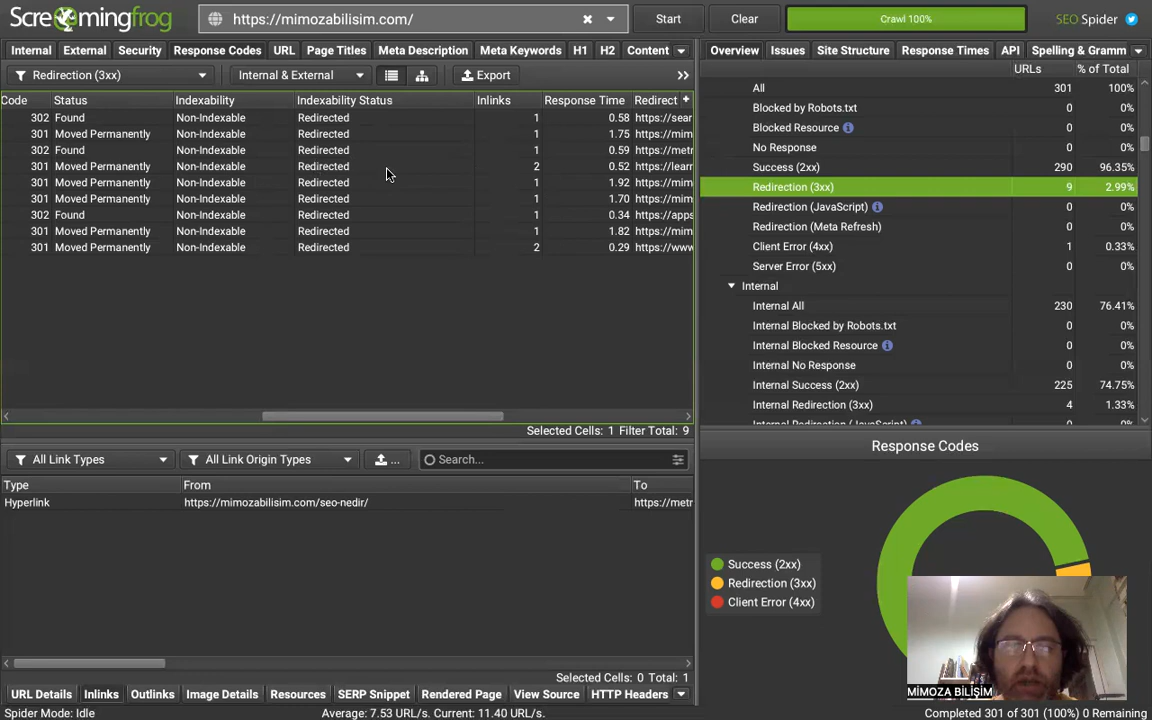 Screamingfrog https://mimozabilisim.com/ Start Clear Crawl 100% SEO Spider
Internal External Security Response Codes URL Page Titles Meta Description Meta Keywords H1 H2 Content
Redirection (3xx) Internal & External Export
Code Status Indexability Indexability Status Inlinks Response Time Redirect
302 Found Non-Indexable Redirected 1 0.58 https://sear
301 Moved Permanently Non-Indexable Redirected 1 1.75 https://mim
302 Found Non-Indexable Redirected 1 0.59 https://metr
301 Moved Permanently Non-Indexable Redirected 2 0.52 https://learn
301 Moved Permanently Non-Indexable Redirected 1 1.92 https://mim
301 Moved Permanently Non-Indexable Redirected 1 1.70 https://mim
302 Found Non-Indexable Redirected 1 0.34 https://apps
301 Moved Permanently Non-Indexable Redirected 1 1.82 https://mim
301 Moved Permanently Non-Indexable Redirected 2 0.29 https://www
Selected Cells: 1 Filter Total: 9
All Link Types All Link Origin Types ... Search...
Type From To
Hyperlink https://mimozabilisim.com/seo-nedir/ https://metr
Selected Cells: 0 Total: 1
URL Details Inlinks Outlinks Image Details Resources SERP Snippet Rendered Page View Source HTTP Headers
Overview Issues Site Structure Response Times API Spelling & Gramm
URLs % of Total
All 301 100%
Blocked by Robots.txt 0 0%
Blocked Resource 0 0%
No Response 0 0%
Success (2xx) 290 96.35%
Redirection (3xx) 9 2.99%
Redirection (JavaScript) 0 0%
Redirection (Meta Refresh) 0 0%
Client Error (4xx) 1 0.33%
Server Error (5xx) 0 0%
Internal
Internal All 230 76.41%
Internal Blocked by Robots.txt 0 0%
Internal Blocked Resource 0 0%
Internal No Response 0 0%
Internal Success (2xx) 225 74.75%
Internal Redirection (3xx) 4 1.33%
Internal Redirection (JavaScript) 0 0%
Response Codes
Success (2xx)
Redirection (3xx)
Client Error (4xx)
MİMOZA BİLİŞİM
Spider Mode: Idle Average: 7.53 URL/s. Current: 11.40 URL/s. Completed 301 of 301 (100%) 0 Remaining